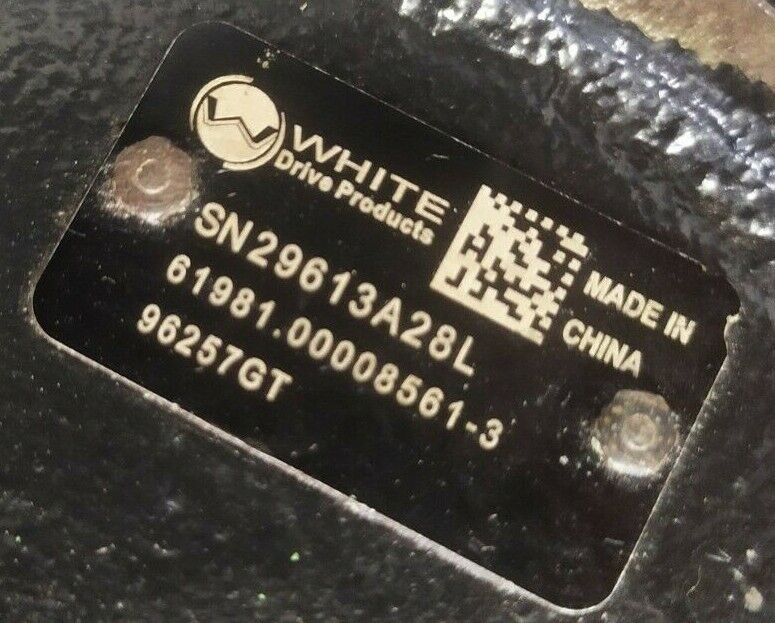 WHITE
Drive Products
SN29613A28L
61981.00008561-3
96257GT
MADE IN
CHINA